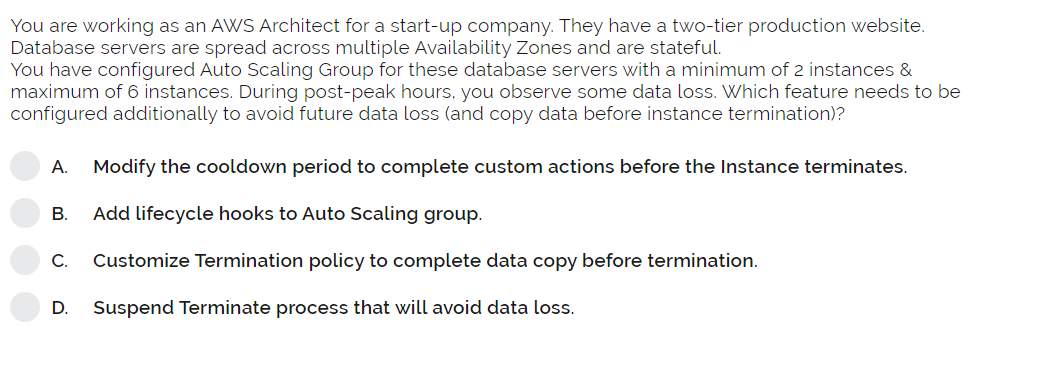 You are working as an AWS Architect for a start-up company. They have a two-tier production website.
Database servers are spread across multiple Availability Zones and are stateful.
You have configured Auto Scaling Group for these database servers with a minimum of 2 instances &
maximum of 6 instances. During post-peak hours, you observe some data loss. Which feature needs to be
configured additionally to avoid future data loss (and copy data before instance termination)?
A. Modify the cooldown period to complete custom actions before the Instance terminates.
B. Add lifecycle hooks to Auto Scaling group.
C. Customize Termination policy to complete data copy before termination.
D. Suspend Terminate process that will avoid data loss.